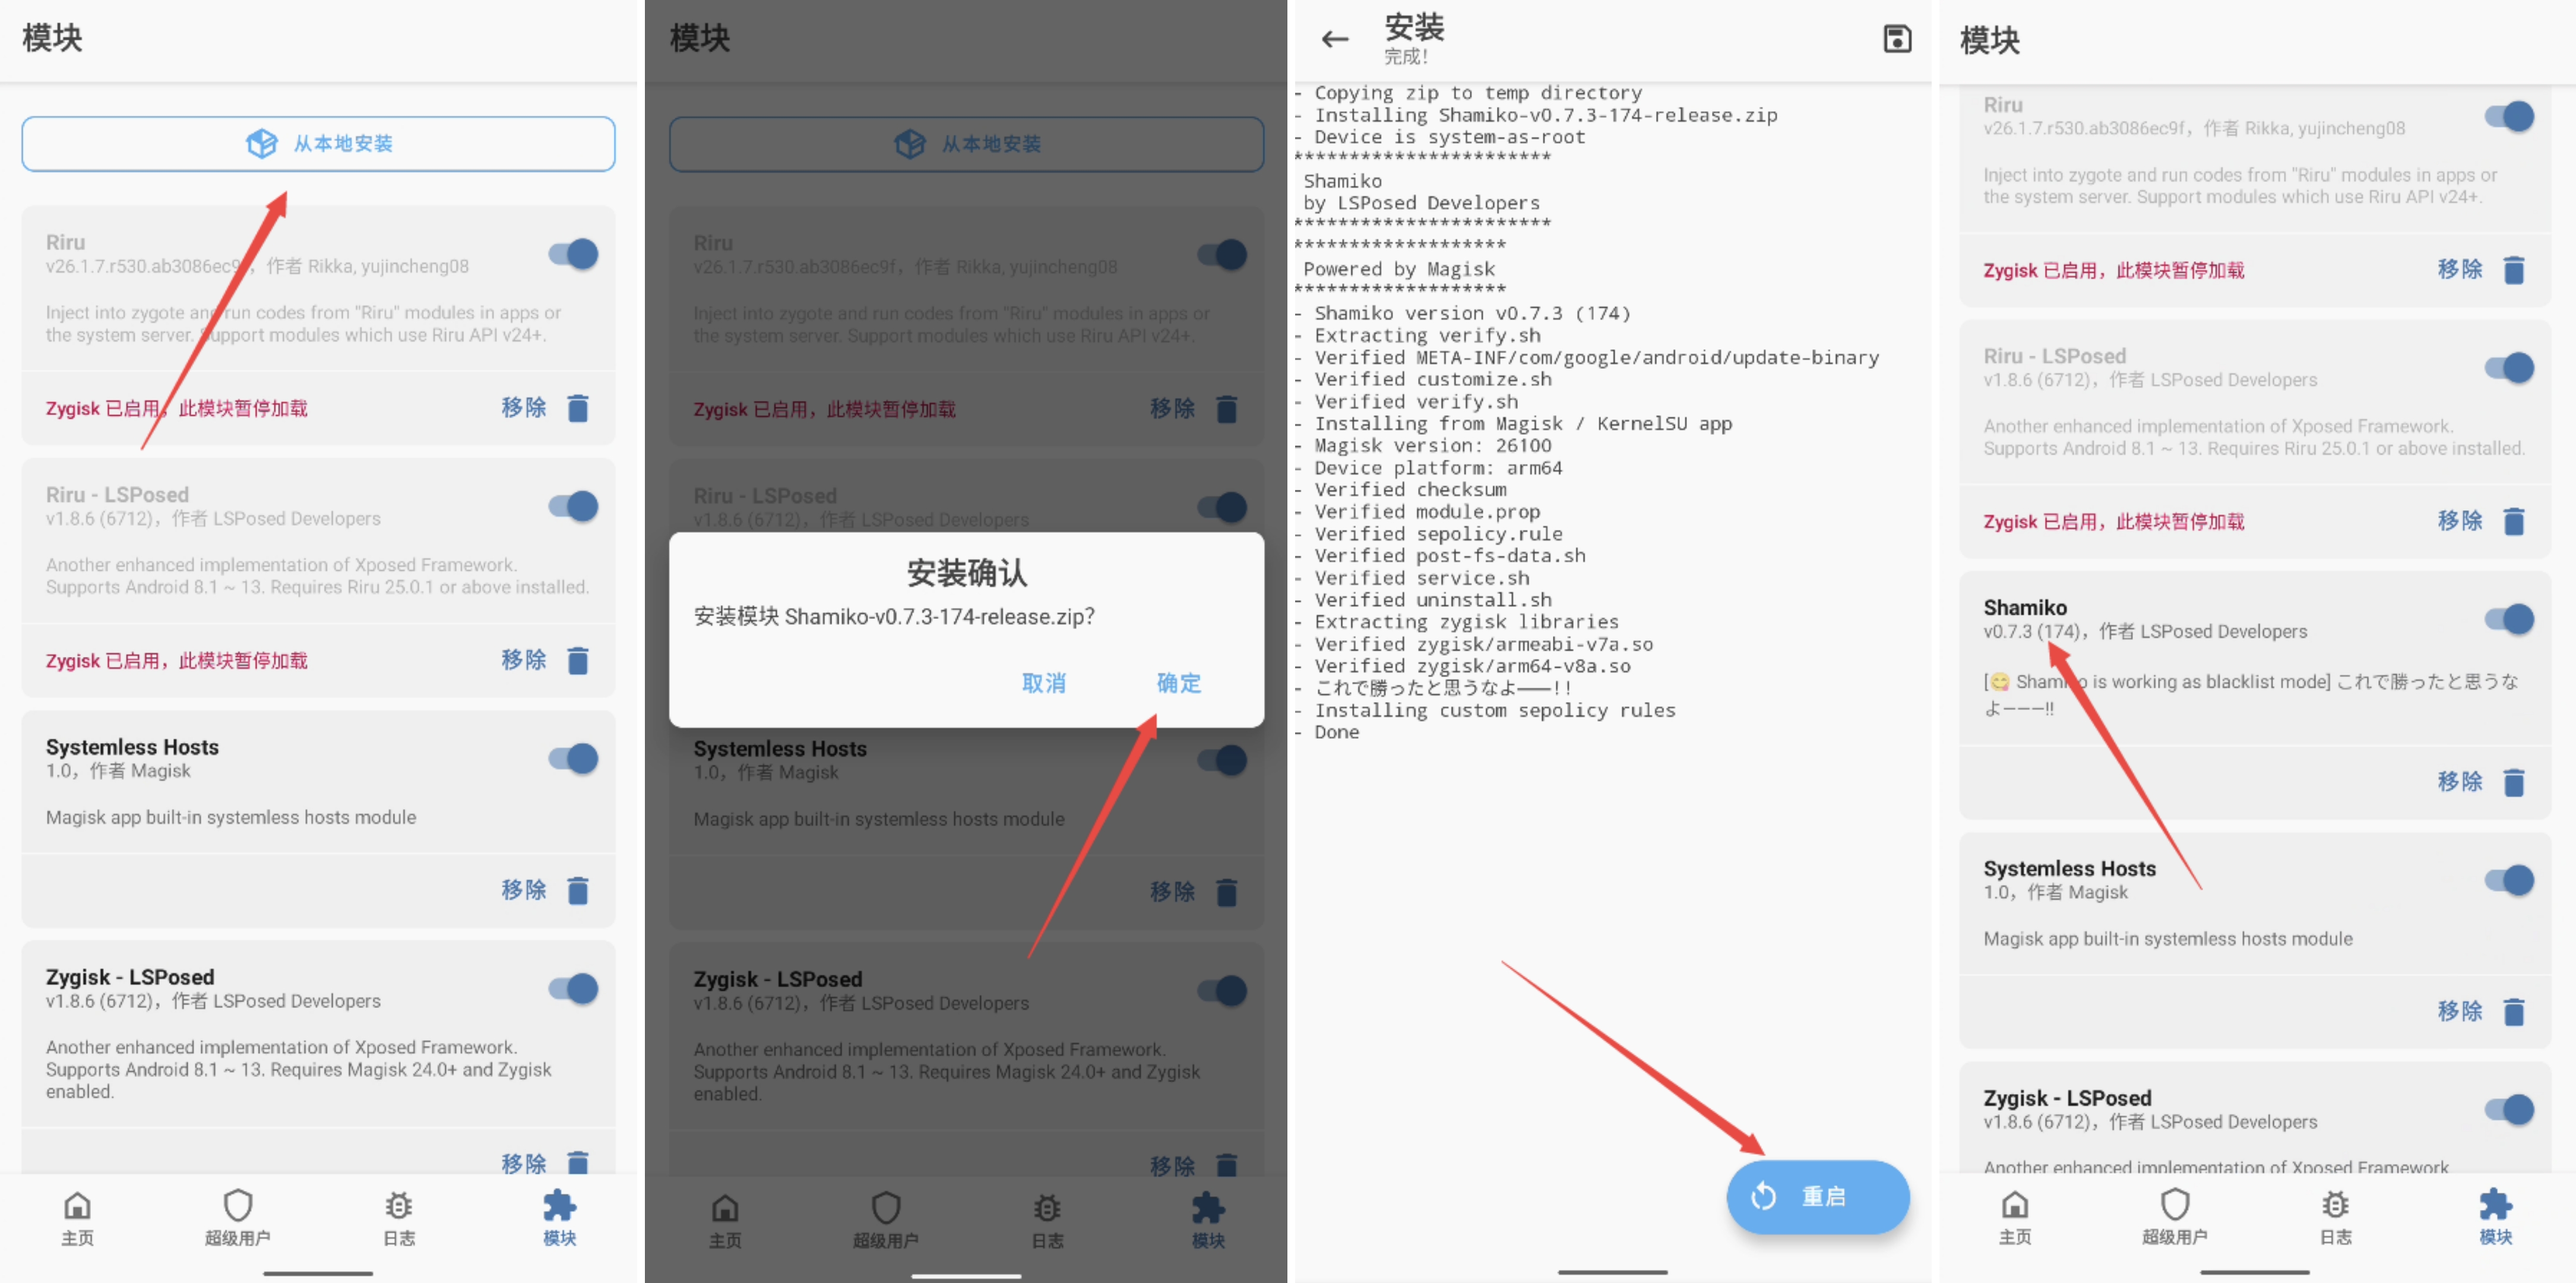 模块
从本地安装
Riru
v26.1.7.r530.ab3086ec9, 作者 Rikka, yujincheng08
Inject into zygote and run codes from "Riru" modules in apps or
the system server. Support modules which use Riru API v24+.
Zygisk 已启用，此模块暂停加载
移除
Riru - LSPosed
v1.8.6 (6712)，作者 LSPosed Developers
Another enhanced implementation of Xposed Framework.
Supports Android 8.1 ~ 13. Requires Riru 25.0.1 or above installed.
Zygisk 已启用，此模块暂停加载
移除
Systemless Hosts
1.0，作者 Magisk
Magisk app built-in systemless hosts module
移除
Zygisk - LSPosed
v1.8.6 (6712)，作者 LSPosed Developers
Another enhanced implementation of Xposed Framework.
Supports Android 8.1 ~ 13. Requires Magisk 24.0+ and Zygisk
enabled.
移除
主页
超级用户
日志
模块
模块
从本地安装
Riru
v26.1.7.r530.ab3086ec9f，作者 Rikka, yujincheng08
Inject into zygote and run codes from "Riru" modules in apps or
the system server. Support modules which use Riru API v24+.
Zygisk 已启用，此模块暂停加载
移除
Riru - LSPosed
v1.8.6 (6712)，作者 LSPosed Developers
安装确认
安装模块 Shamiko-v0.7.3-174-release.zip？
取消
确定
Systemless Hosts
1.0，作者 Magisk
Magisk app built-in systemless hosts module
移除
Zygisk - LSPosed
v1.8.6 (6712)，作者 LSPosed Developers
Another enhanced implementation of Xposed Framework.
Supports Android 8.1 ~ 13. Requires Magisk 24.0+ and Zygisk
enabled.
移除
主页
超级用户
日志
模块
安装
完成！
- Copying zip to temp directory
- Installing Shamiko-v0.7.3-174-release.zip
- Device is system-as-root
***********************
Shamiko
by LSPosed Developers
***********************
*******************
Powered by Magisk
*******************
- Shamiko version v0.7.3 (174)
- Extracting verify.sh
- Verified META-INF/com/google/android/update-binary
- Verified customize.sh
- Verified verify.sh
- Installing from Magisk / KernelSU app
- Magisk version: 26100
- Device platform: arm64
- Verified checksum
- Verified module.prop
- Verified sepolicy.rule
- Verified post-fs-data.sh
- Verified service.sh
- Verified uninstall.sh
- Extracting zygisk libraries
- Verified zygisk/armeabi-v7a.so
- Verified zygisk/arm64-v8a.so
- これで勝ったと思うなよ———!!
- Installing custom sepolicy rules
- Done
重启
模块
Riru
v26.1.7.r530.ab3086ec9f，作者 Rikka, yujincheng08
Inject into zygote and run codes from "Riru" modules in apps or
the system server. Support modules which use Riru API v24+.
Zygisk 已启用，此模块暂停加载
移除
Riru - LSPosed
v1.8.6 (6712)，作者 LSPosed Developers
Another enhanced implementation of Xposed Framework.
Supports Android 8.1 ~ 13. Requires Riru 25.0.1 or above installed.
Zygisk 已启用，此模块暂停加载
移除
Shamiko
v0.7.3 (174)，作者 LSPosed Developers
[😋 Shamiko is working as blacklist mode] これで勝ったと思うな
よ———!!
移除
Systemless Hosts
1.0，作者 Magisk
Magisk app built-in systemless hosts module
移除
Zygisk - LSPosed
v1.8.6 (6712)，作者 LSPosed Developers
Another enhanced implementation of Xposed Framework
主页
超级用户
日志
模块